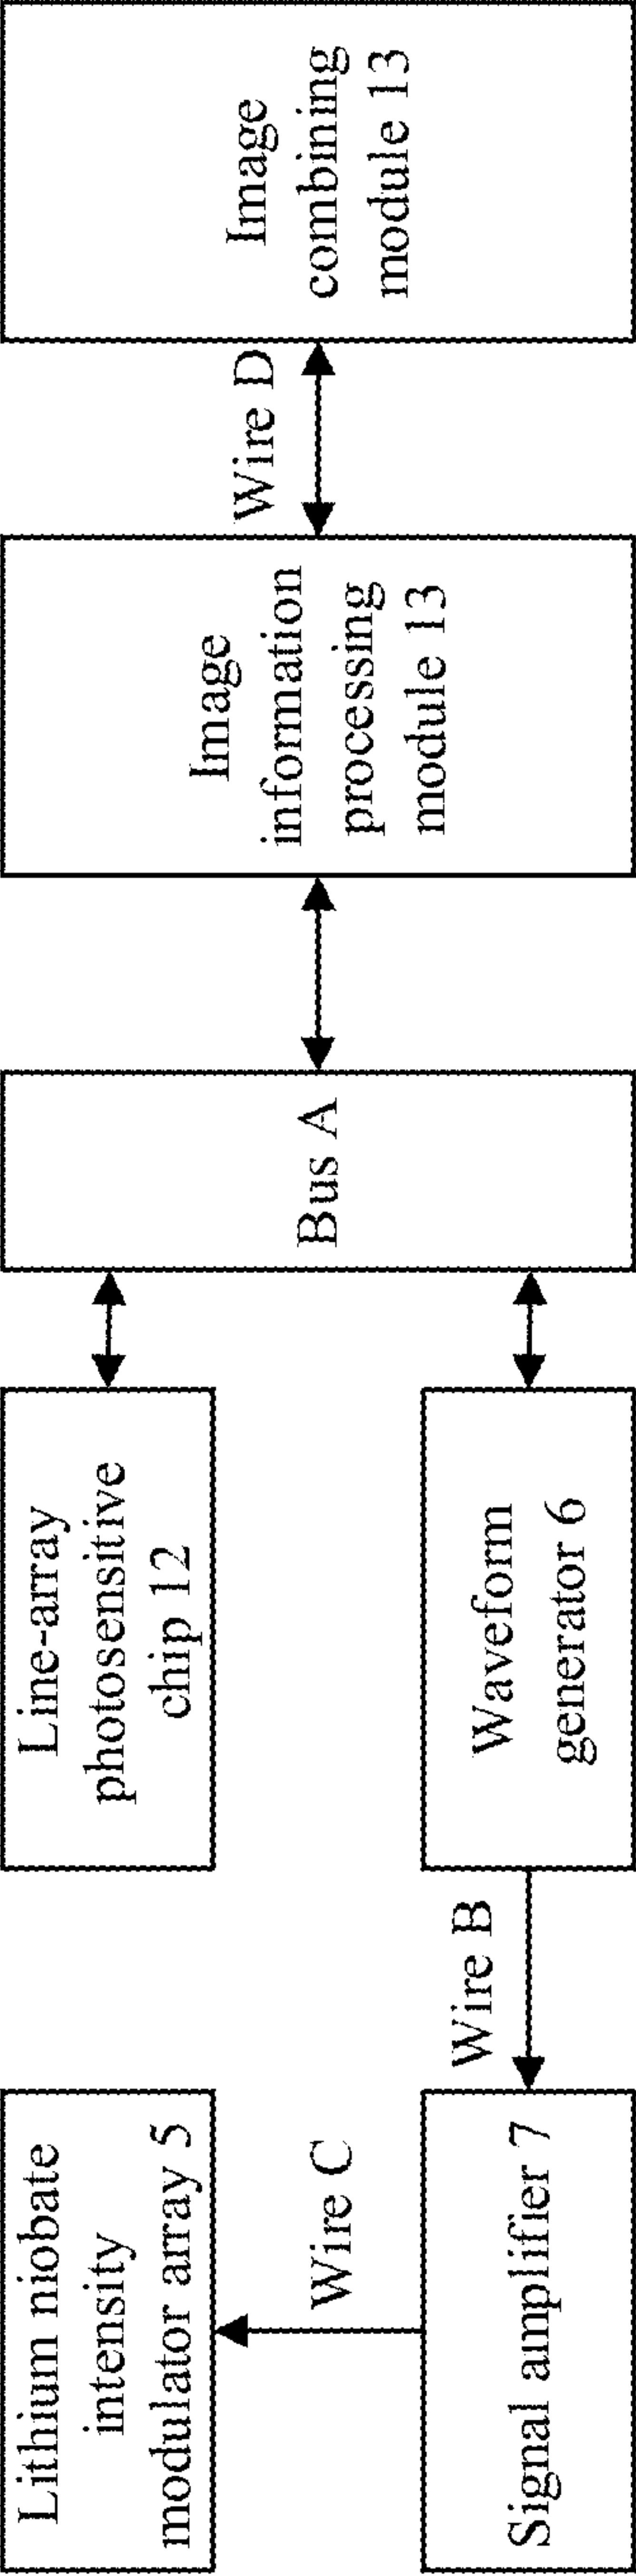 Lithium niobate
intensity
modulator array 5
Wire C
Signal amplifier 7
Wire B
Line-array
photosensitive
chip 12
Waveform
generator 6
Bus A
Image
information
processing
module 13
Wire D
Image
combining
module 13